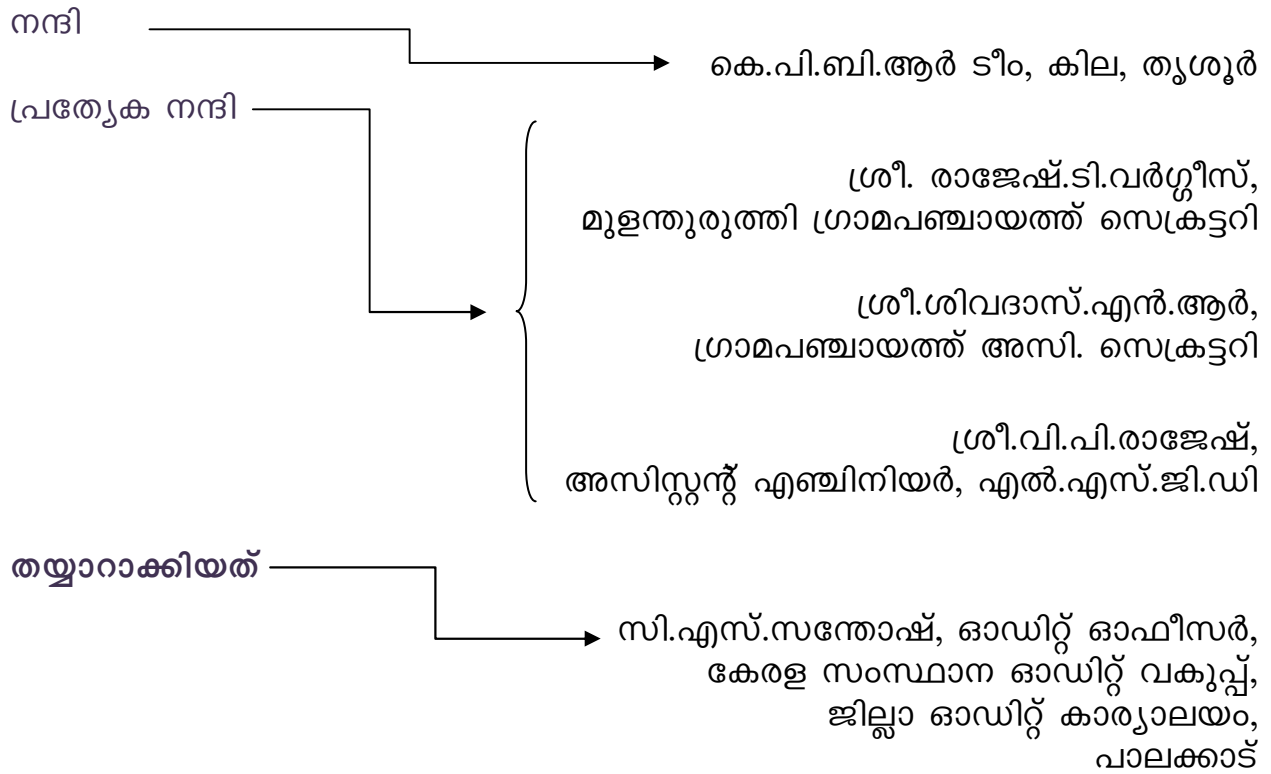 നന്ദി
കെ.പി.ബി.ആർ ടീം, കില, തൃശൂർ
പ്രത്യേക നന്ദി
ശ്രീ. രാജേഷ്.ടി.വർഗ്ഗീസ്,
മുളന്തുരുത്തി ഗ്രാമപഞ്ചായത്ത് സെക്രട്ടറി
ശ്രീ.ശിവദാസ്.എൻ.ആർ,
ഗ്രാമപഞ്ചായത്ത് അസി. സെക്രട്ടറി
ശ്രീ.വി.പി.രാജേഷ്,
അസിസ്റ്റന്റ് എഞ്ചിനിയർ, എൽ.എസ്.ജി.ഡി
തയ്യാറാക്കിയത്
സി.എസ്.സന്തോഷ്, ഓഡിറ്റ് ഓഫീസർ,
കേരള സംസ്ഥാന ഓഡിറ്റ് വകുപ്പ്,
ജില്ലാ ഓഡിറ്റ് കാര്യാലയം,
പാലക്കാട്